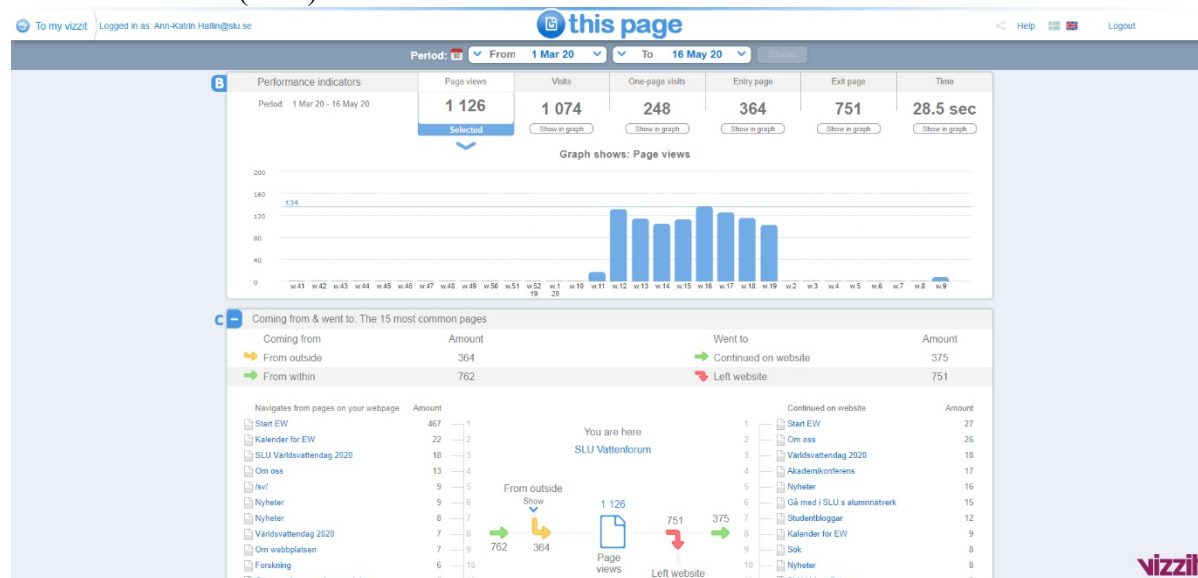 To my vizzit Logged in as: Ann-Katrin.Hallin@slu.se this page Help Logout
Period: From 1 Mar 20 To 16 May 20 Show
B Performance indicators Page views Visits One-page visits Entry page Exit page Time
Period: 1 Mar 20 - 16 May 20 1 126 1 074 248 364 751 28.5 sec
Selected Show in graph Show in graph Show in graph Show in graph Show in graph
Graph shows: Page views
200
160
134
120
80
40
0
w.41 w.42 w.43 w.44 w.45 w.46 w.47 w.48 w.49 w.50 w.51 w.52 w.1 w.10 w.11 w.12 w.13 w.14 w.15 w.16 w.17 w.18 w.19 w.2 w.3 w.4 w.5 w.6 w.7 w.8 w.9
19 20
C Coming from & went to: The 15 most common pages
Coming from Amount Went to Amount
From outside 364 Continued on website 375
From within 762 Left website 751
Navigates from pages on your webpage Amount Continued on website Amount
Start EW 467 1 You are here 1 Start EW 27
Kalender för EW 22 2 2 Om oss 26
SLU Världsvattendag 2020 18 3 SLU Vattenforum 3 Världsvattendag 2020 18
Om oss 13 4 4 Akademikonferens 17
/sv/ 9 5 From outside 5 Nyheter 16
Nyheter 9 6 Show 1 126 6 Gå med i SLU:s alumnnätverk 15
Nyheter 8 7 751 375 7 Studentbloggar 12
Världsvattendag 2020 7 8 8 Kalender för EW 9
Om webbplatsen 7 9 762 364 Page 9 Sök 8
Forskning 6 10 views Left website 10 Nyheter 8
vizzit